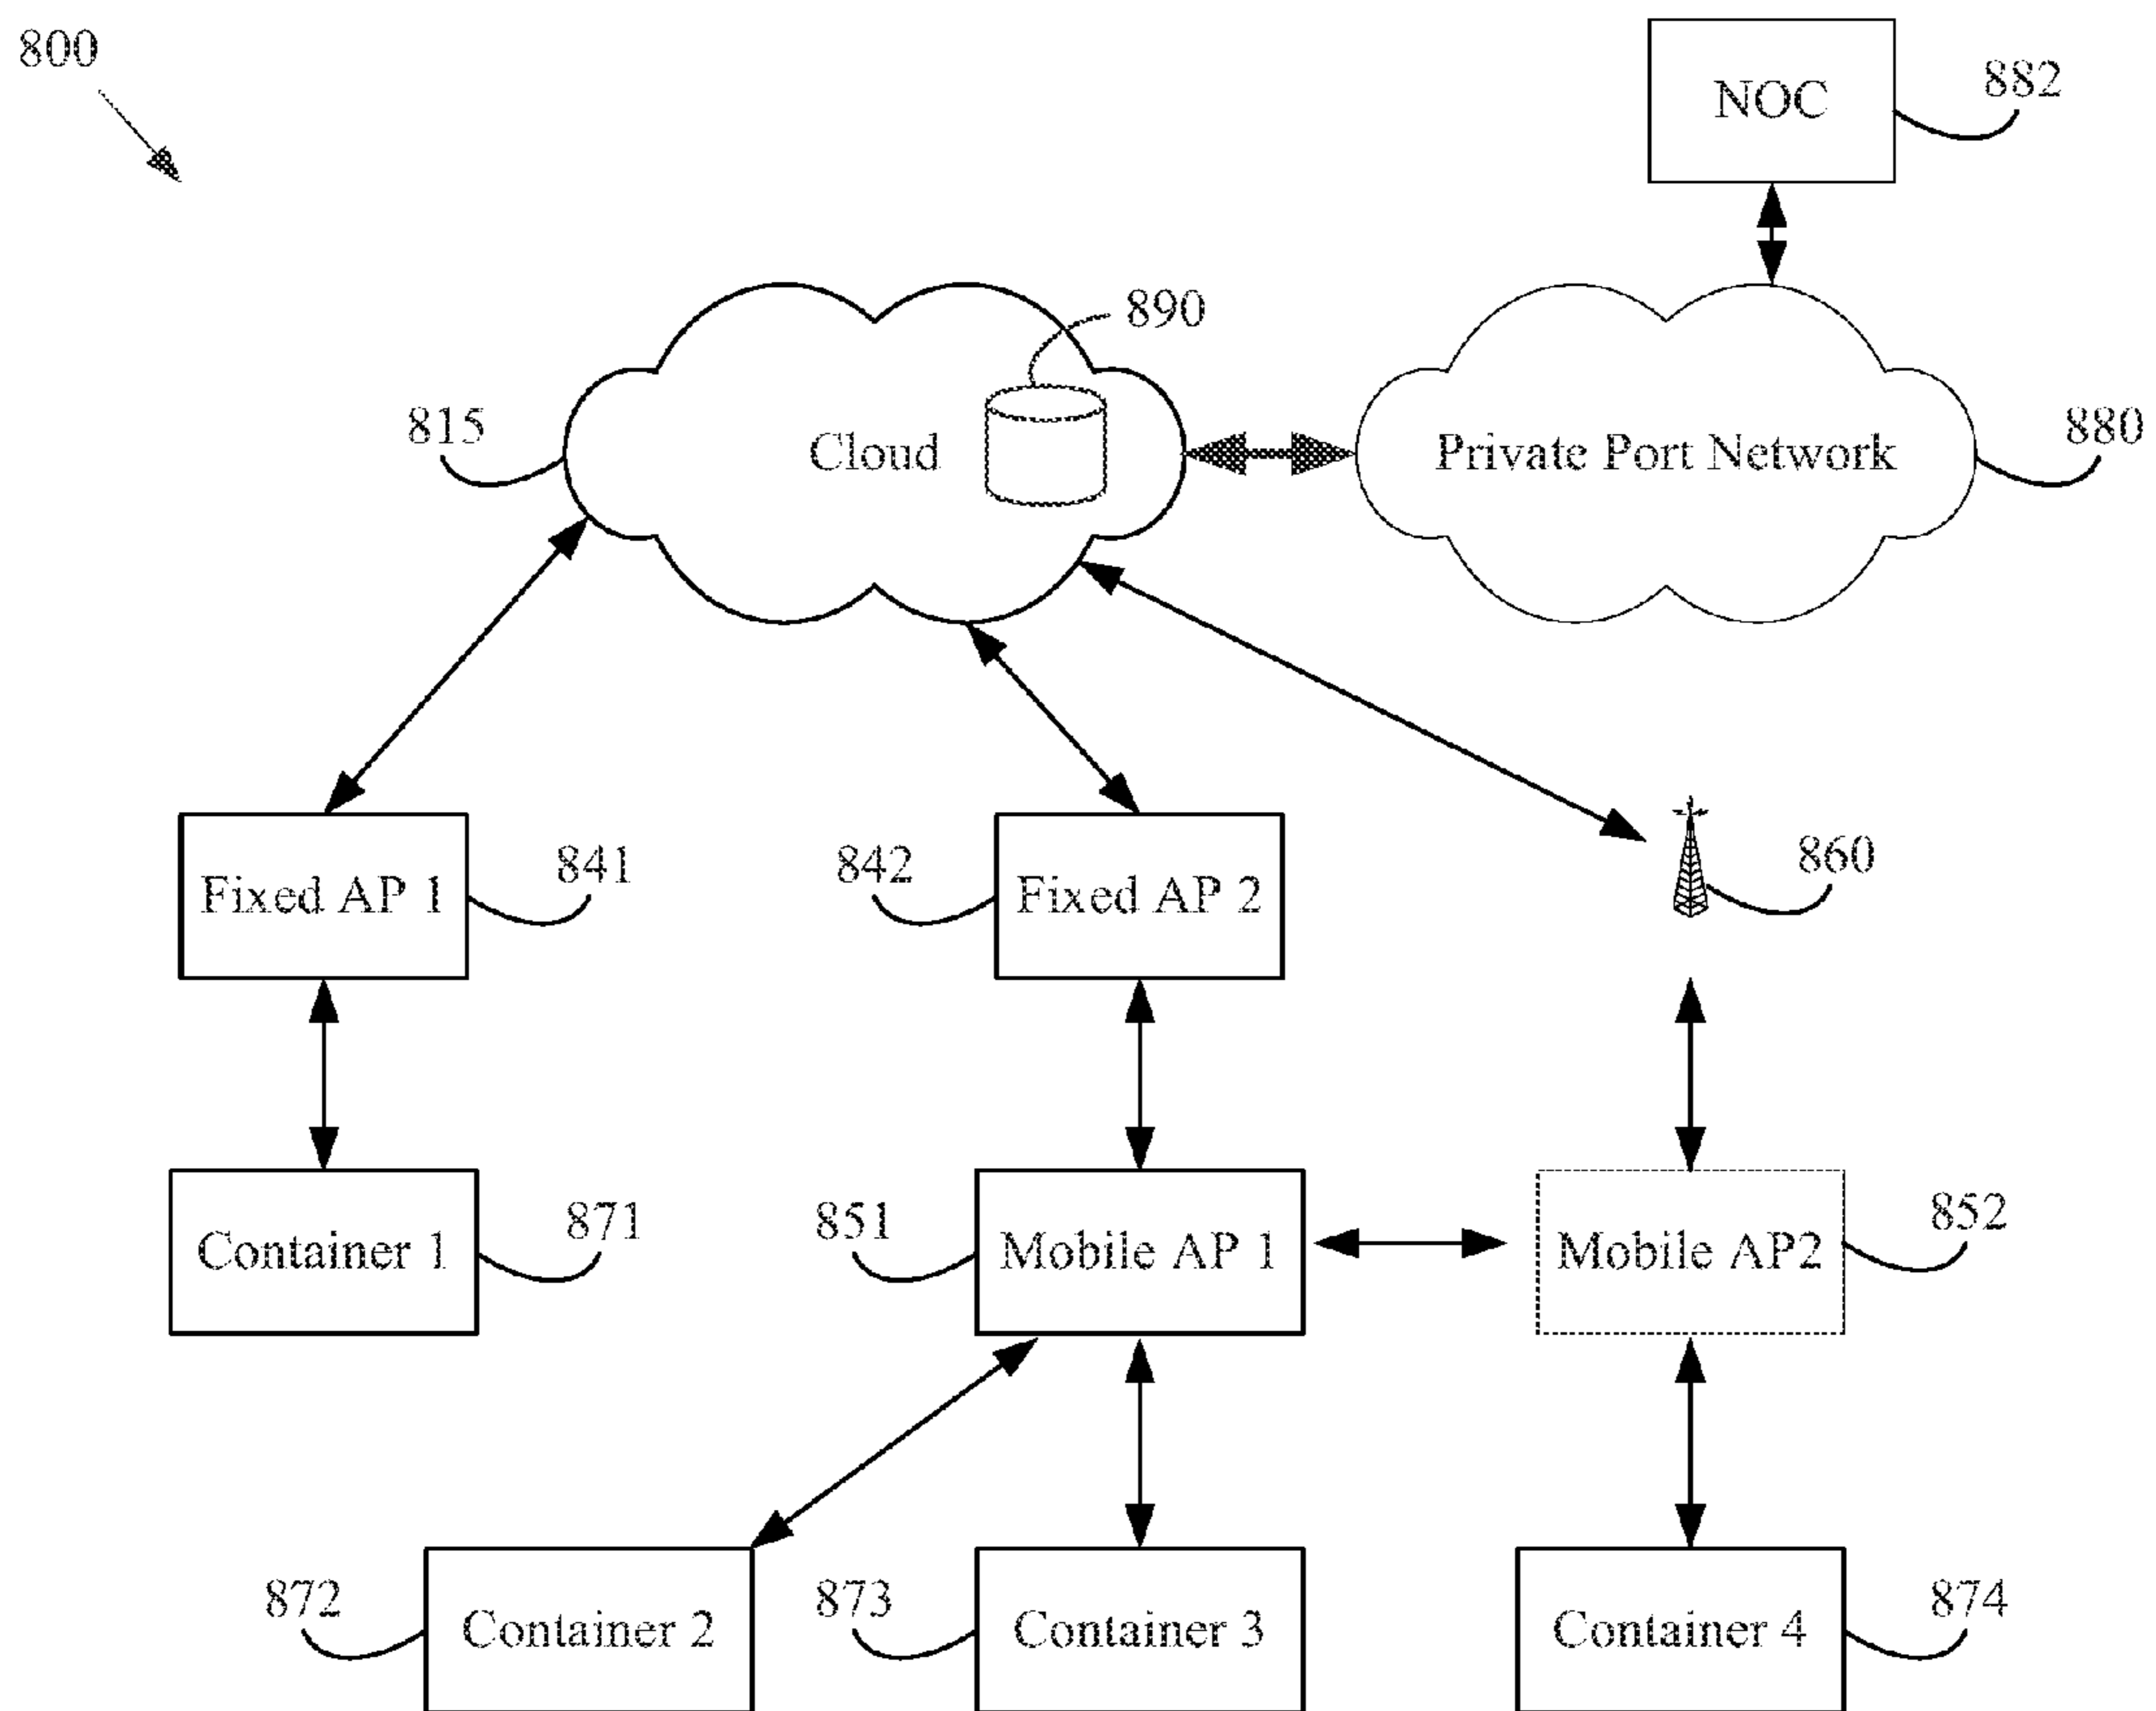 800
NOC
882
890
815
Cloud
Private Port Network
880
Fixed AP 1
841
842
Fixed AP 2
860
Container 1
871
851
Mobile AP 1
Mobile AP2
852
872
Container 2
873
Container 3
Container 4
874